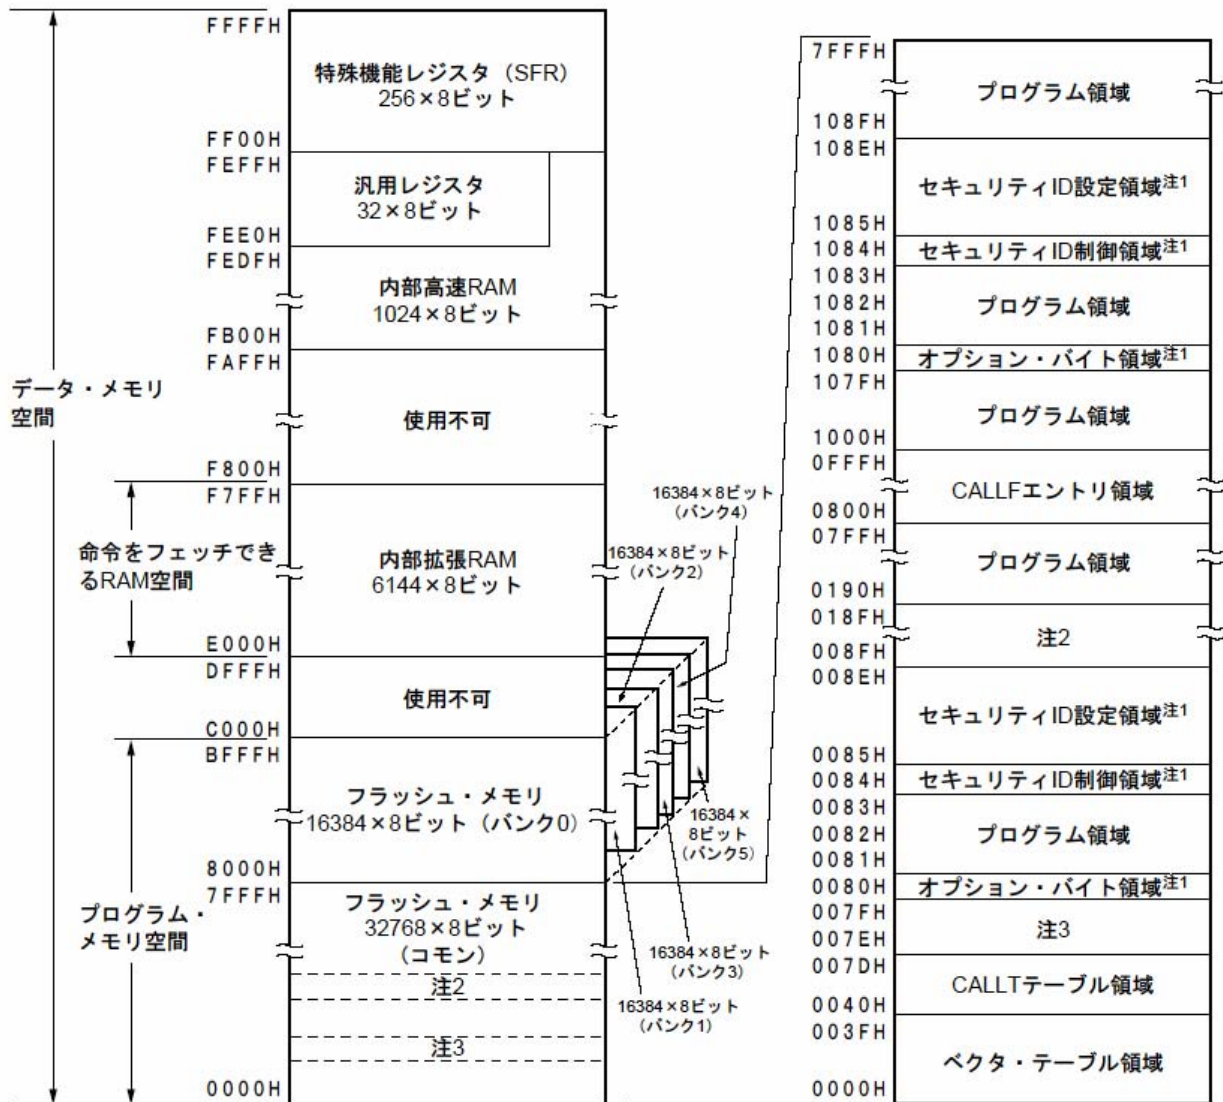 FFFFH
特殊機能レジスタ（SFR）
256×8ビット
FF00H
FEFFH
汎用レジスタ
32×8ビット
FEE0H
FEDFH
内部高速RAM
1024×8ビット
FB00H
FAFFH
データ・メモリ
空間
使用不可
F800H
F7FFH
命令をフェッチでき
るRAM空間
内部拡張RAM
6144×8ビット
E000H
DFFFH
使用不可
C000H
BFFFH
フラッシュ・メモリ
16384×8ビット（バンク0）
8000H
7FFFH
プログラム・
メモリ空間
フラッシュ・メモリ
32768×8ビット
（コモン）
注2
注3
0000H
16384×8ビット
（バンク4）
16384×8ビット
（バンク2）
16384×
8ビット
（バンク5）
16384×8ビット
（バンク3）
16384×8ビット
（バンク1）
7FFFH
プログラム領域
108FH
108EH
セキュリティID設定領域注1
1085H
1084H
セキュリティID制御領域注1
1083H
1082H
プログラム領域
1081H
1080H
オプション・バイト領域注1
107FH
プログラム領域
1000H
0FFFH
CALLFエントリ領域
0800H
07FFH
プログラム領域
0190H
018FH
注2
008FH
008EH
セキュリティID設定領域注1
0085H
0084H
セキュリティID制御領域注1
0083H
0082H
プログラム領域
0081H
0080H
オプション・バイト領域注1
007FH
注3
007EH
007DH
CALLTテーブル領域
0040H
003FH
ベクタ・テーブル領域
0000H